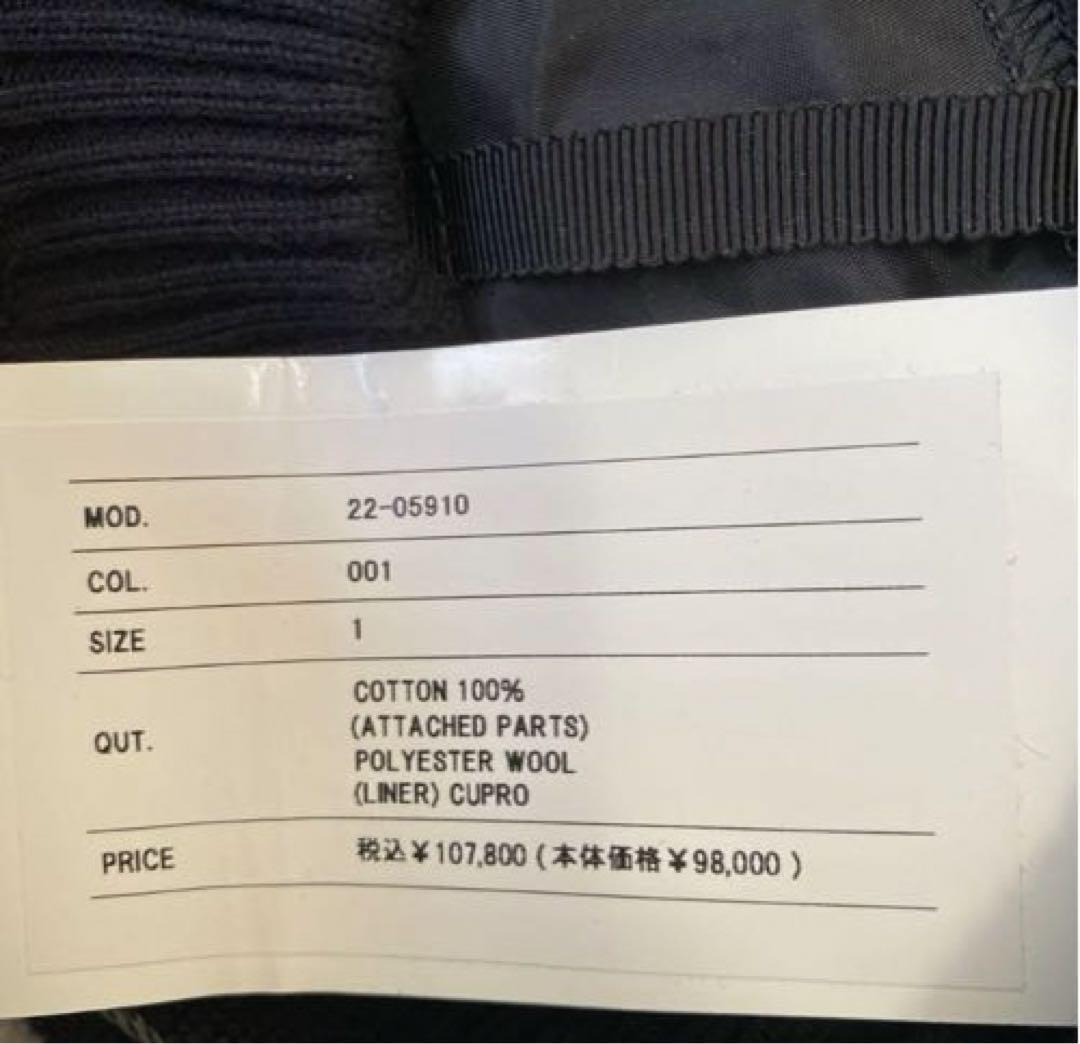 MOD. 22-05910
COL. 001
SIZE 1
QUT. COTTON 100%
(ATTACHED PARTS)
POLYESTER WOOL
(LINER) CUPRO
PRICE 税込¥107,800 (本体価格¥98,000 )